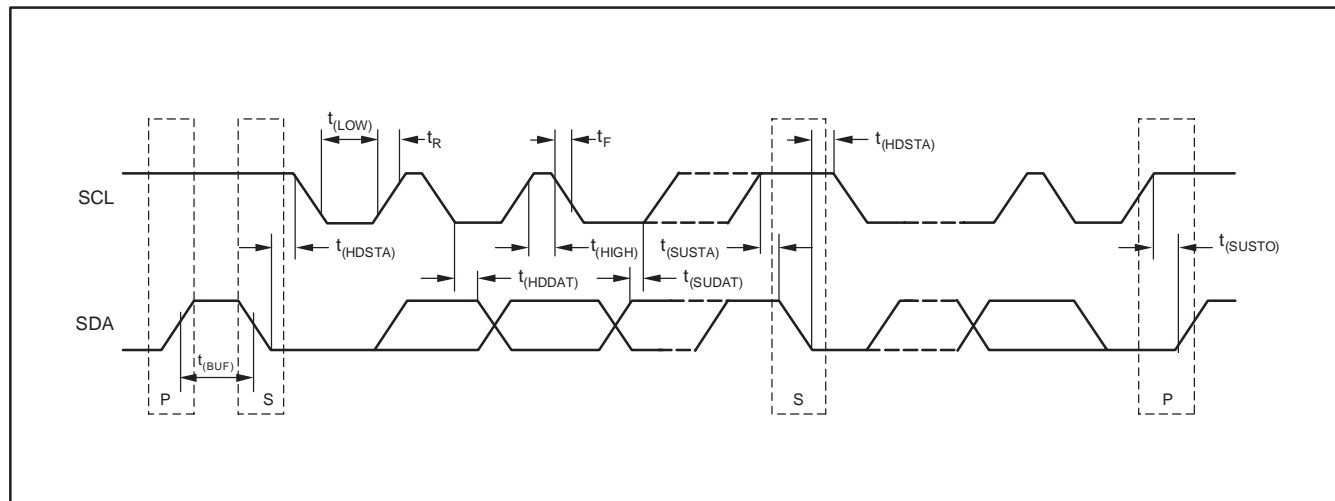 t(LOW)
tR
tF
t(HDSTA)
SCL
t(HDSTA)
t(HIGH)
t(SUSTA)
t(SUDAT)
t(SUSTO)
t(HDDAT)
SDA
t(BUF)
P
S
S
P